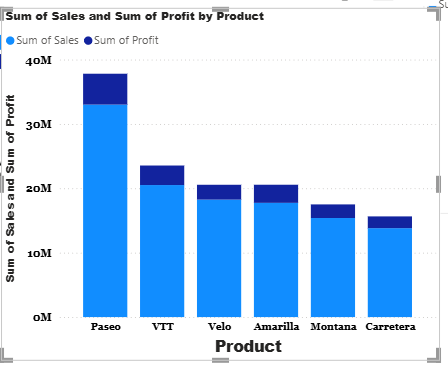 Sum of Sales and Sum of Profit by Product
Sum of Sales Sum of Profit
Sum of Sales and Sum of Profit
40M
30M
20M
10M
0M
Paseo VTT Velo Amarilla Montana Carretera
Product